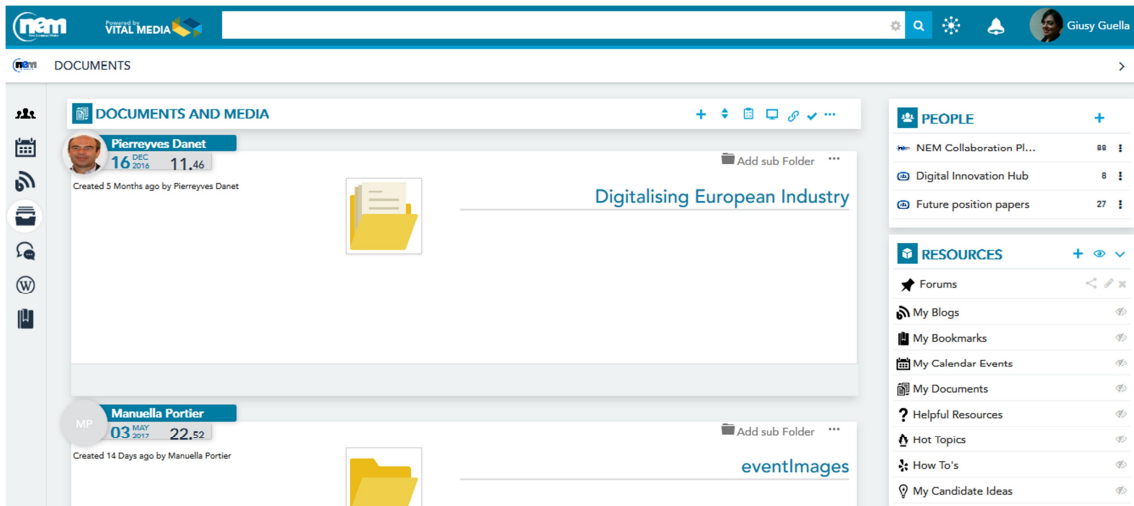 nem
Powered by
VITAL MEDIA
Giusy Guella
nem
DOCUMENTS
DOCUMENTS AND MEDIA
Pierreyves Danet
16 DEC 2016 11.46
Add sub Folder
Created 5 Months ago by Pierreyves Danet
Digitalising European Industry
MP
Manuella Portier
03 MAY 2017 22.52
Add sub Folder
Created 14 Days ago by Manuella Portier
eventImages
PEOPLE
NEM Collaboration Pl... 88
Digital Innovation Hub 8
Future position papers 27
RESOURCES
Forums
My Blogs
My Bookmarks
My Calendar Events
My Documents
Helpful Resources
Hot Topics
How To's
My Candidate Ideas